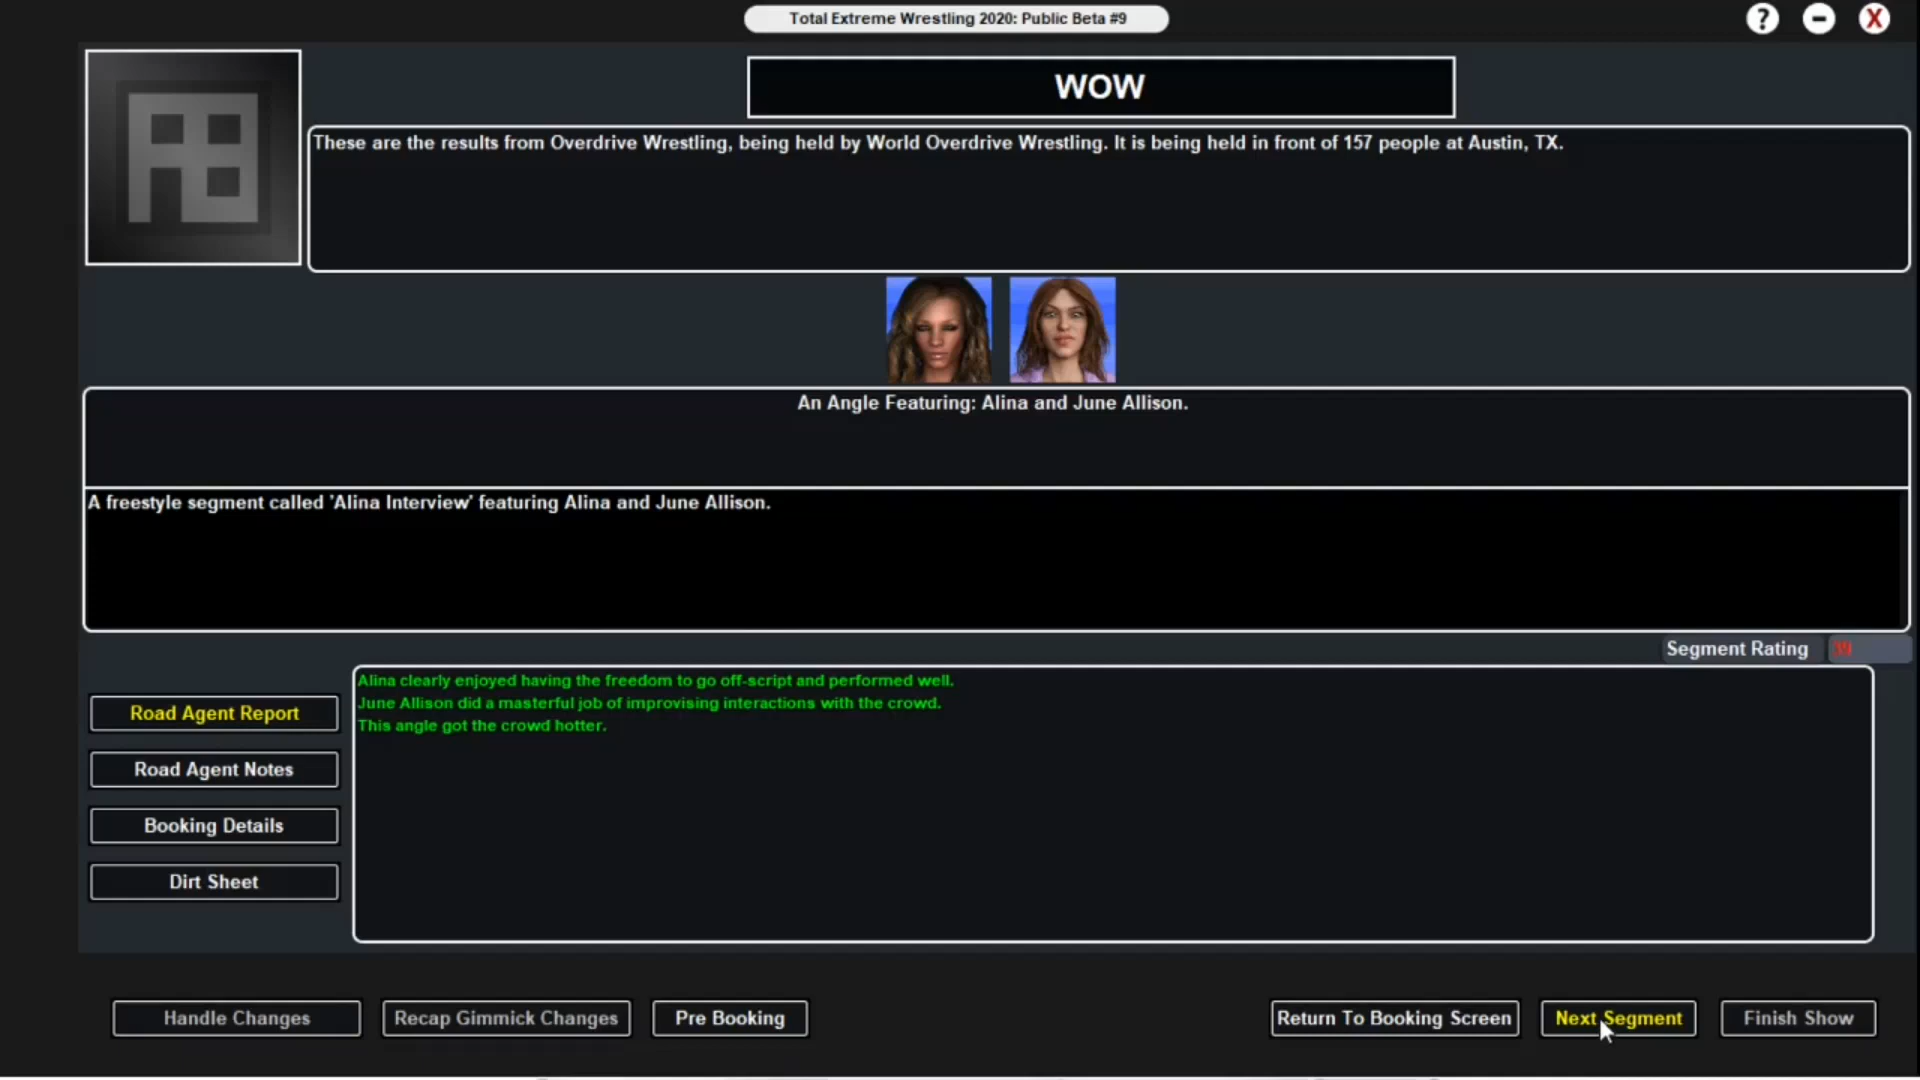 Total Extreme Wrestling 2020: Public Beta #9
? - X
WOW
These are the results from Overdrive Wrestling, being held by World Overdrive Wrestling. It is being held in front of 157 people at Austin, TX.
An Angle Featuring: Alina and June Allison.
A freestyle segment called 'Alina Interview' featuring Alina and June Allison.
Segment Rating
Alina clearly enjoyed having the freedom to go off-script and performed well.
June Allison did a masterful job of improvising interactions with the crowd.
This angle got the crowd hotter.
Road Agent Report
Road Agent Notes
Booking Details
Dirt Sheet
Handle Changes
Recap Gimmick Changes
Pre Booking
Return To Booking Screen
Next Segment
Finish Show